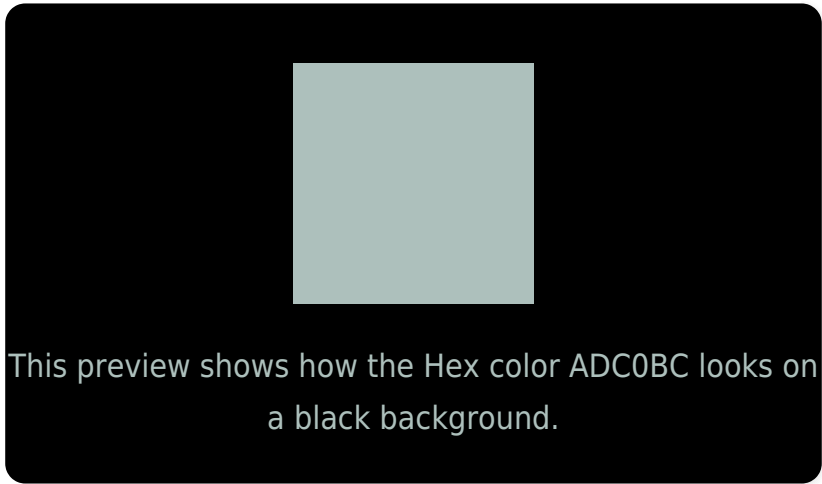 This preview shows how the Hex color ADC0BC looks on
a black background.